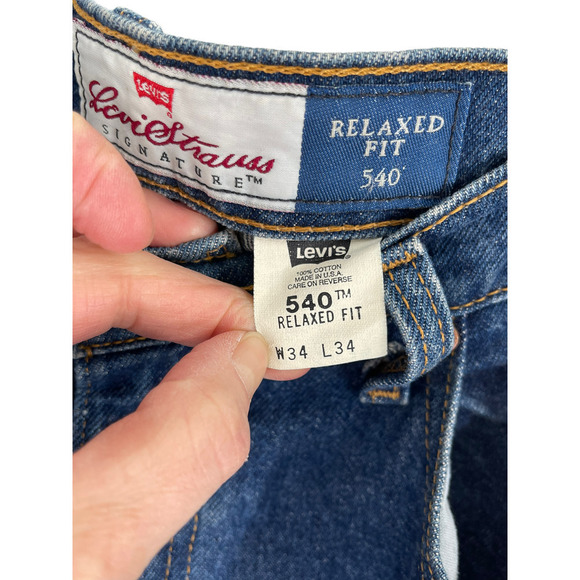 Levi's
Levi Strauss
SIGNATURE™
RELAXED
FIT
540
Levi's
100% COTTON
MADE IN U.S.A.
CARE ON REVERSE
540™
RELAXED FIT
W34 L34